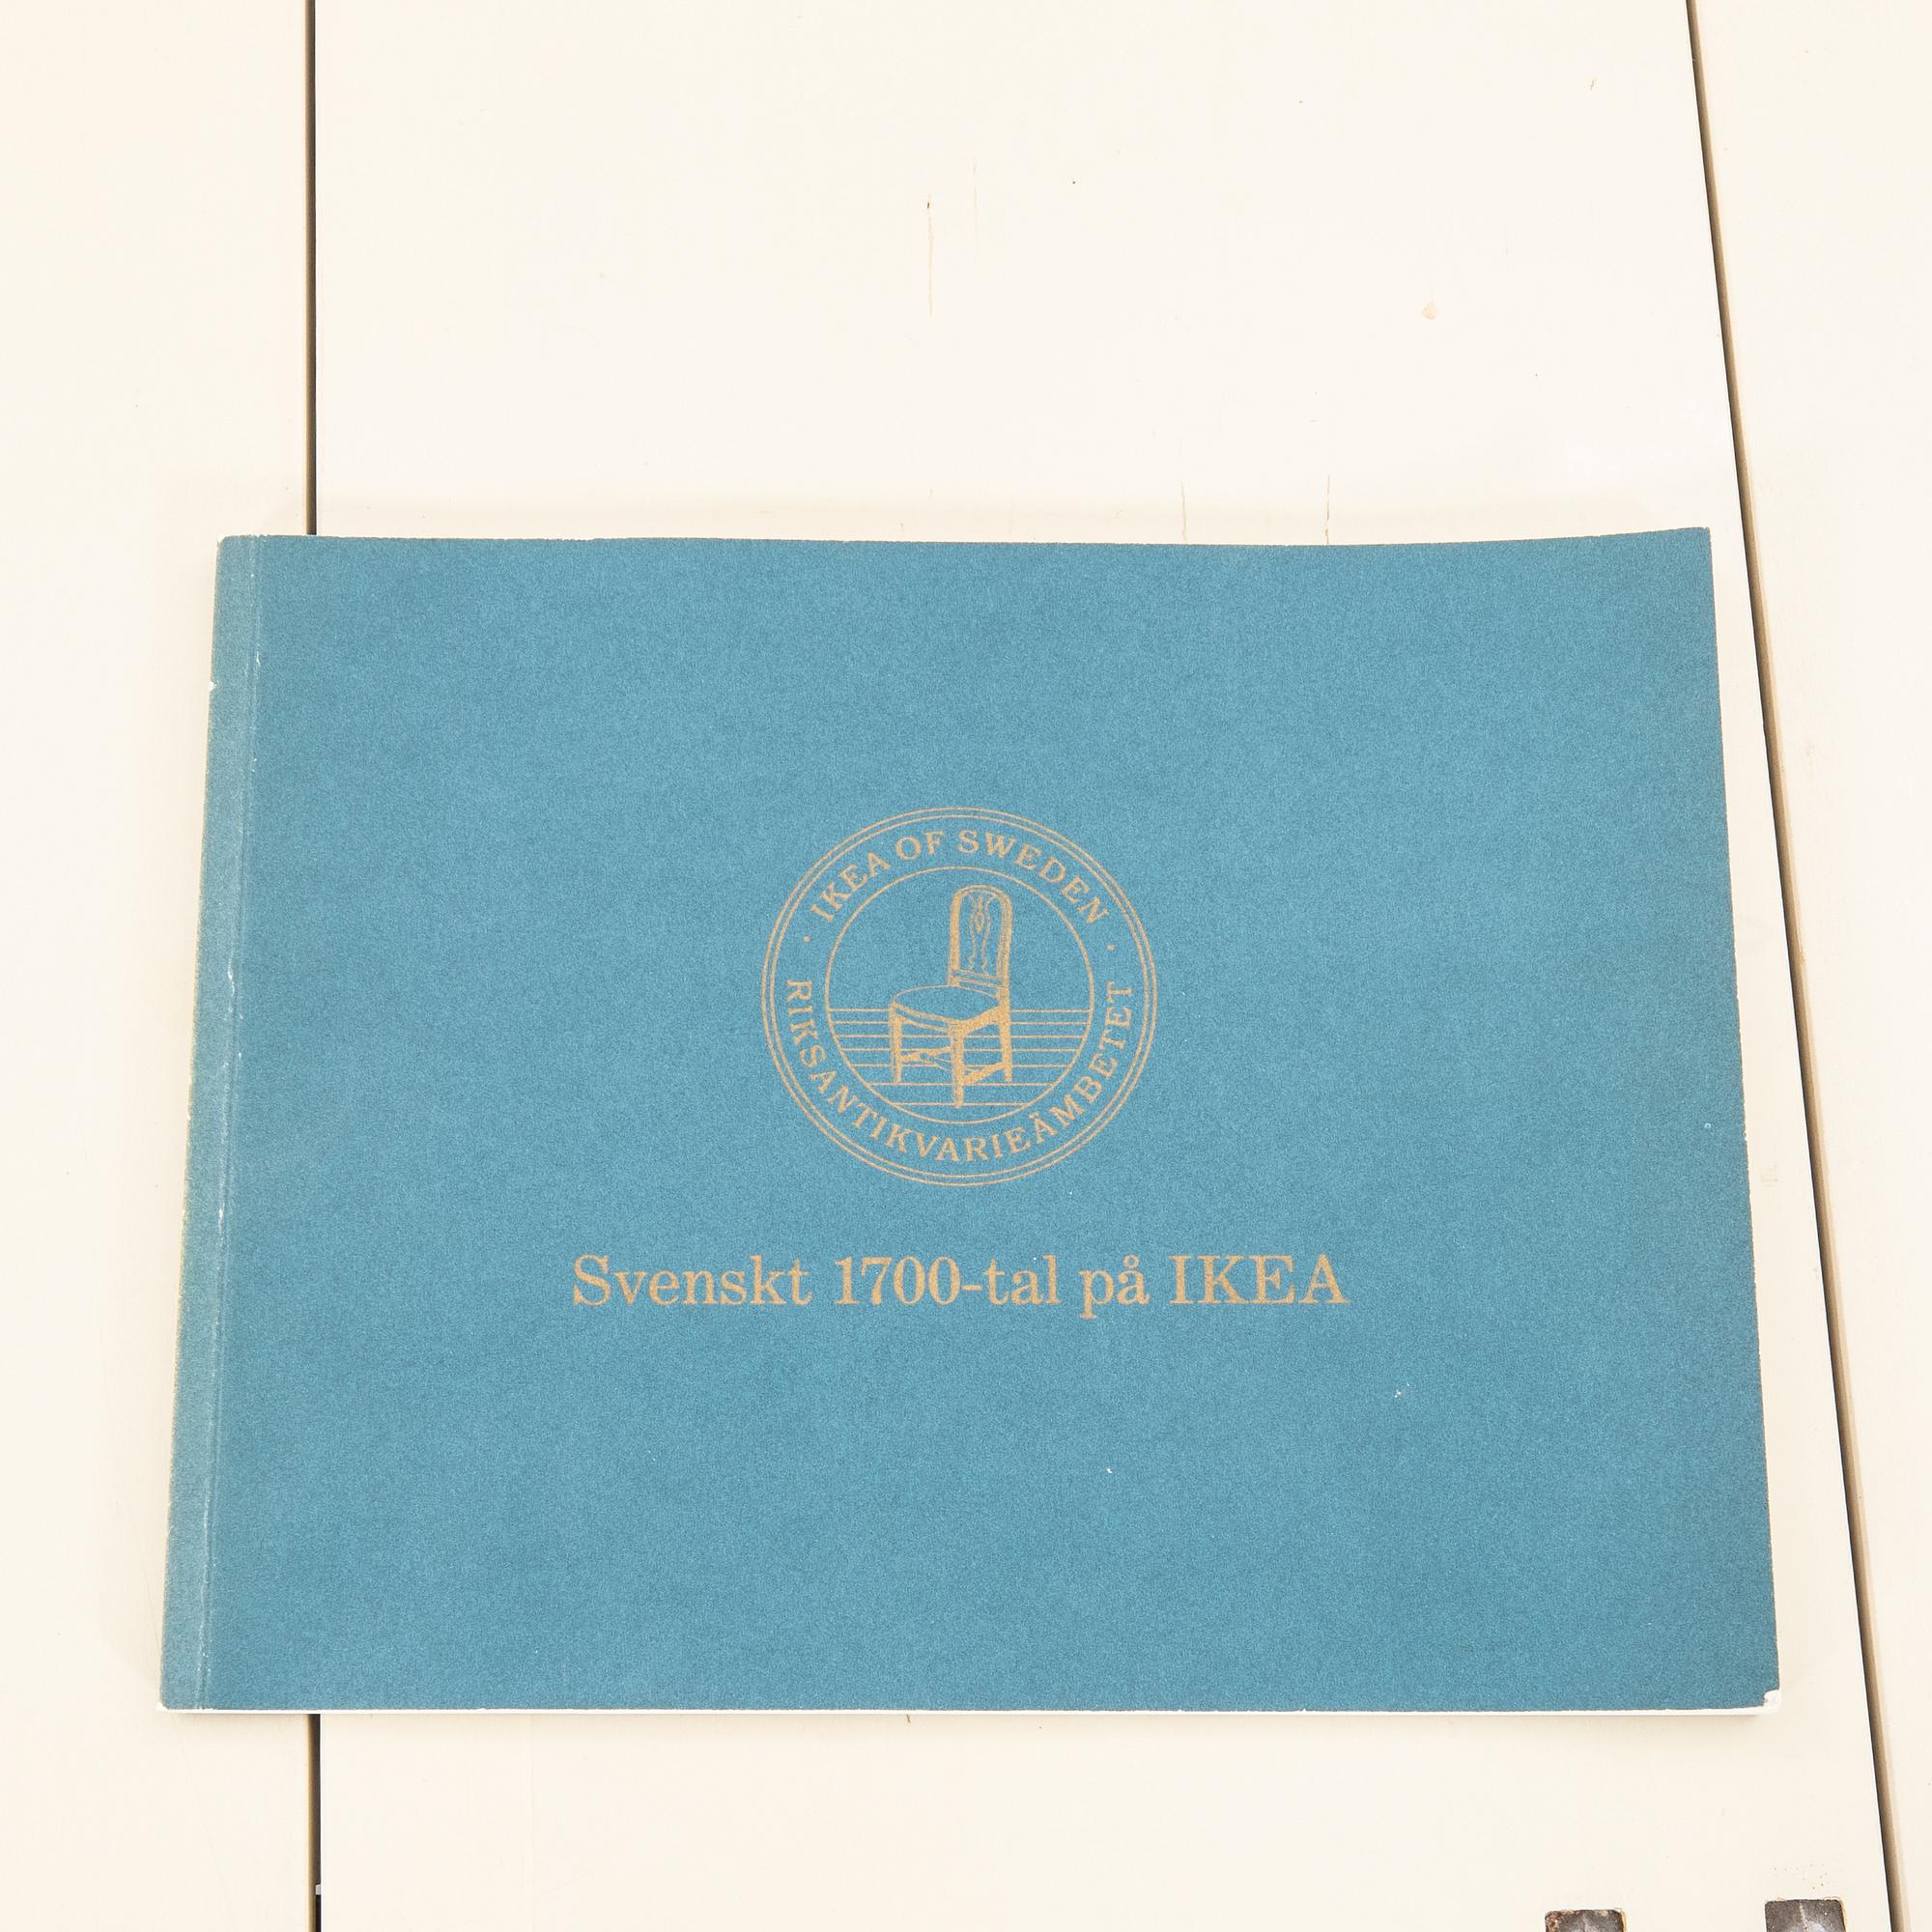 · IKEA OF SWEDEN ·
RIKSANTIKVARIEÄMBETET
Svenskt 1700-tal på IKEA